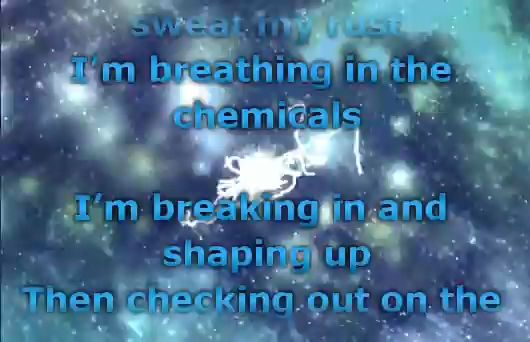 sweat my rust
I'm breathing in the
chemicals
I'm breaking in and
shaping up
Then checking out on the